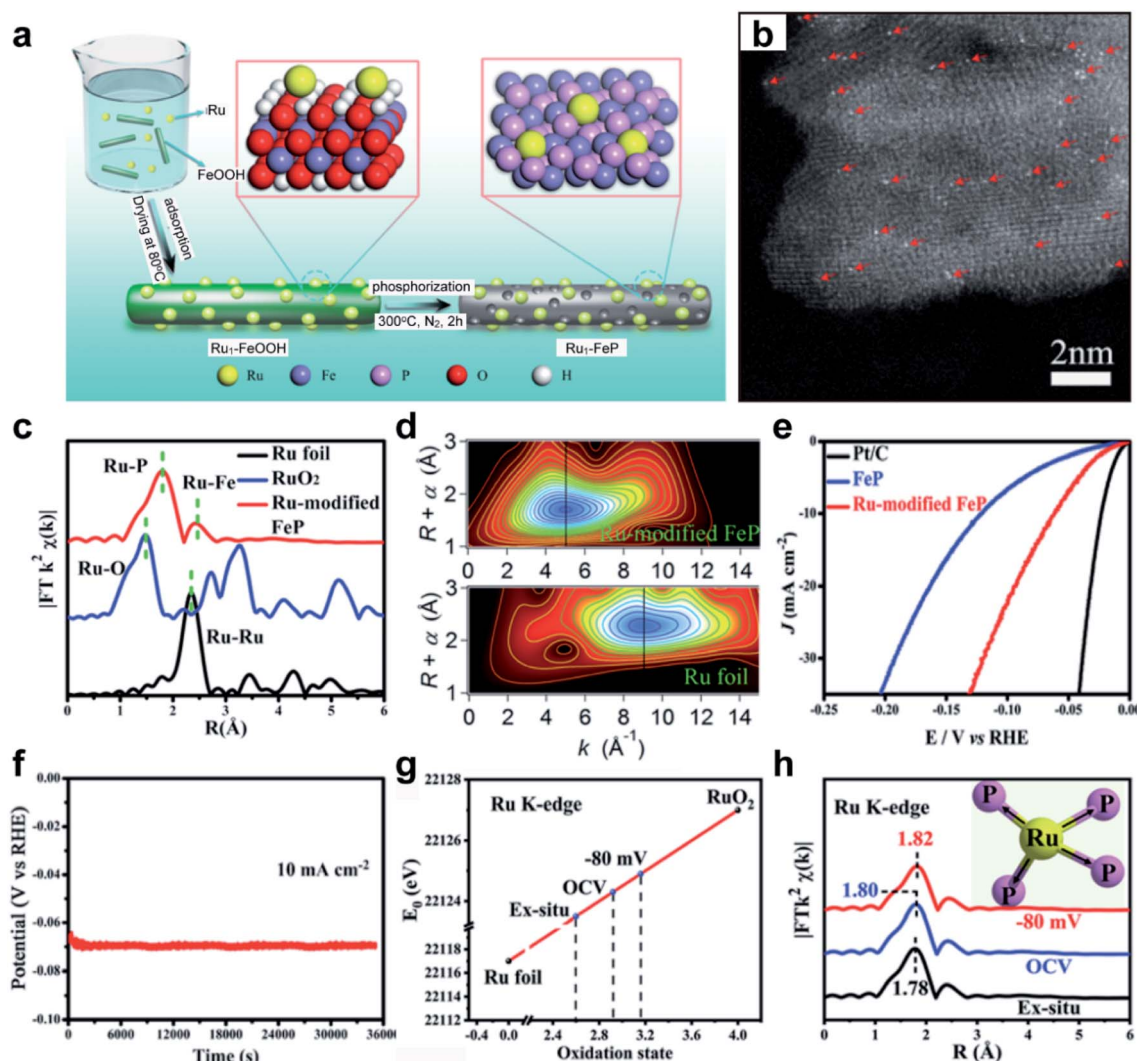 a
Ru
FeOOH
Drying at 80°C
adsorption
phosphorization
300°C, N₂, 2h
Ru₁-FeOOH
Ru₁-FeP
Ru
Fe
P
O
H
b
2nm
c
Ru-P
Ru-Fe
Ru foil
RuO₂
Ru-modified
FeP
Ru-O
Ru-Ru
|FT k² χ(k)|
0 1 2 3 4 5 6
R(Å)
d
R + α (Å)
3
2
1
Ru-modified FeP
R + α (Å)
3
2
1
Ru foil
0 2 4 6 8 10 12 14
k (Å⁻¹)
e
Pt/C
FeP
Ru-modified FeP
J (mA cm⁻²)
0
-10
-20
-30
-0.25 -0.20 -0.15 -0.10 -0.05 0.00
E / V vs RHE
f
Potential (V vs RHE)
0.00
-0.02
-0.04
-0.06
-0.08
-0.10
10 mA cm⁻²
0 6000 12000 18000 24000 30000 36000
Time (s)
g
E₀ (eV)
22128
22126
22124
22118
22116
22114
22112
Ru K-edge
RuO₂
-80 mV
OCV
Ex-situ
Ru foil
-0.4 0.0 0.8 1.6 2.4 3.2 4.0
Oxidation state
h
Ru K-edge
P
P
Ru
P
P
1.82
1.80
-80 mV
OCV
1.78
Ex-situ
|FTk² χ(k)|
0 1 2 3 4 5 6
R (Å)